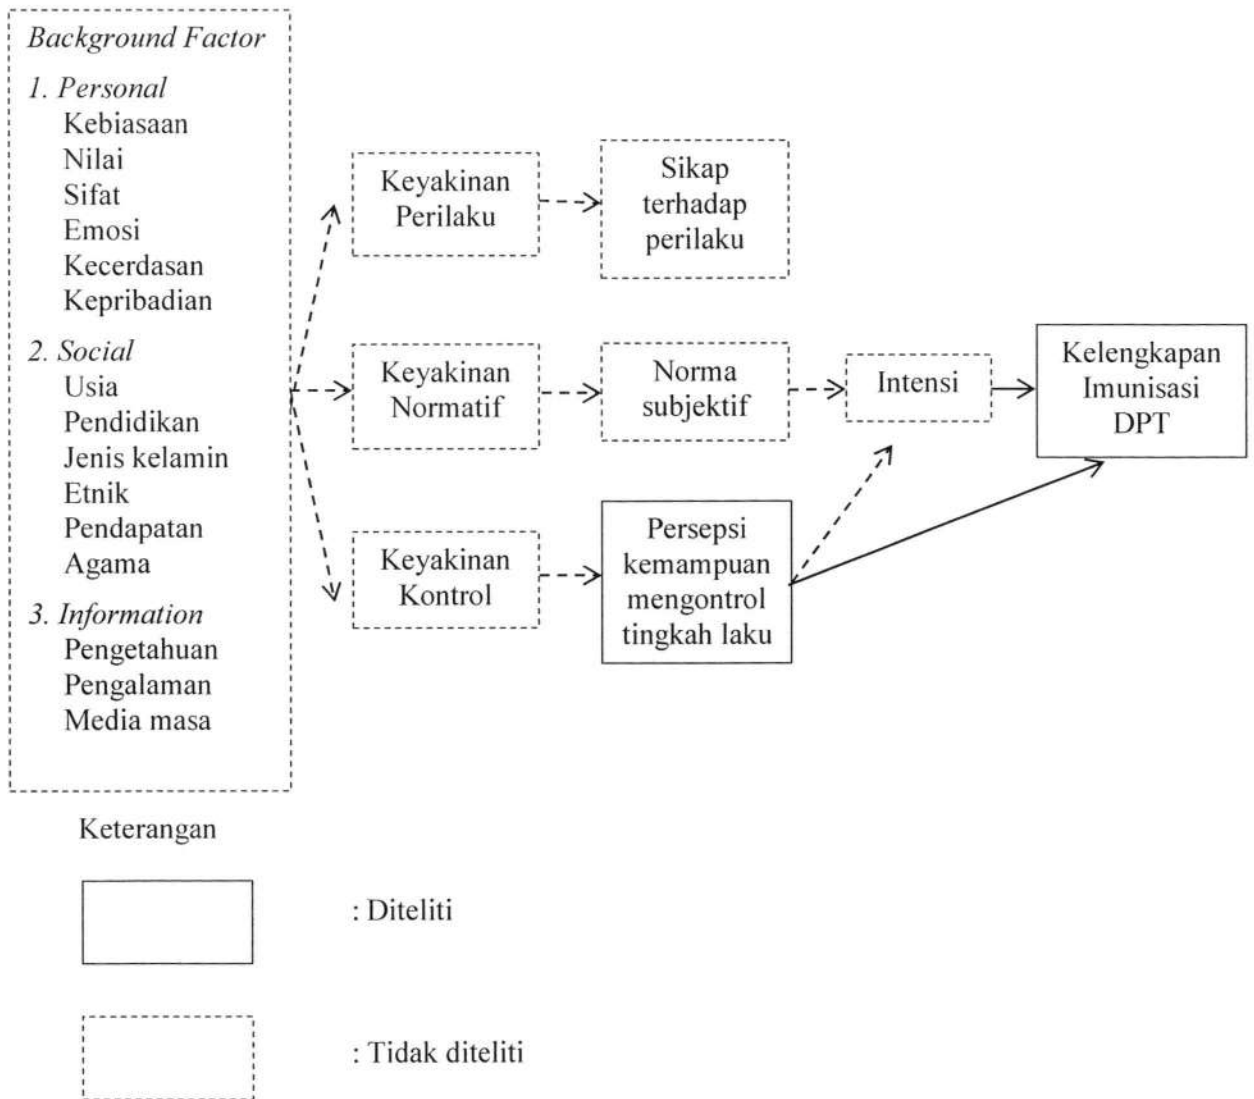 Background Factor
1. Personal
Kebiasaan
Nilai
Sifat
Emosi
Kecerdasan
Kepribadian
2. Social
Usia
Pendidikan
Jenis kelamin
Etnik
Pendapatan
Agama
3. Information
Pengetahuan
Pengalaman
Media masa
Keyakinan
Perilaku
Sikap
terhadap
perilaku
Keyakinan
Normatif
Norma
subjektif
Intensi
Kelengkapan
Imunisasi
DPT
Keyakinan
Kontrol
Persepsi
kemampuan
mengontrol
tingkah laku
Keterangan
: Diteliti
: Tidak diteliti